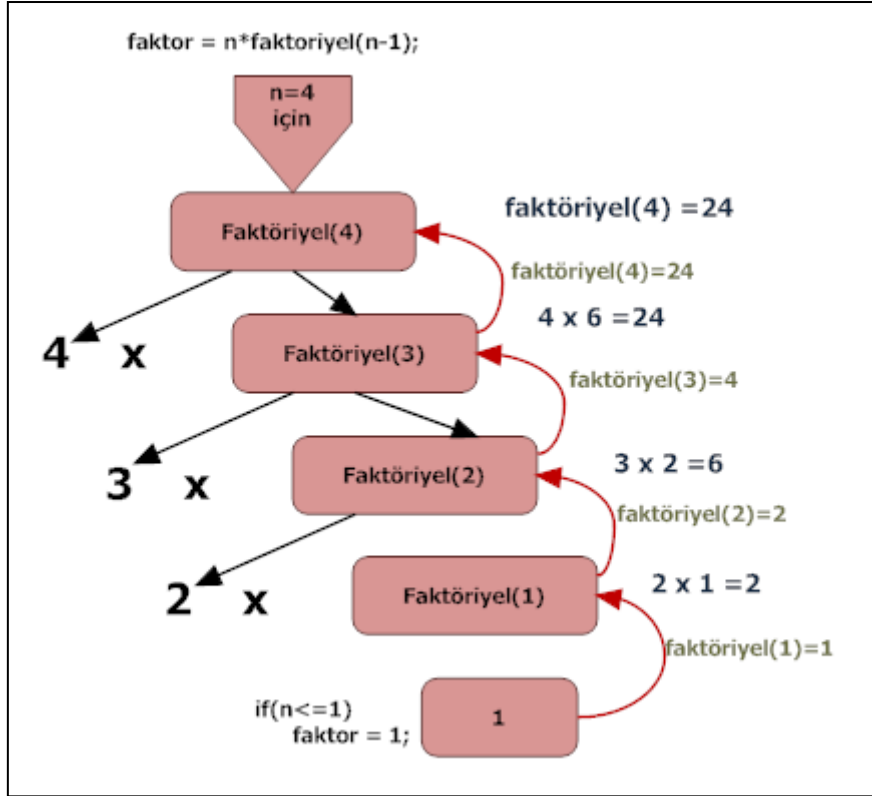 faktor = n*faktoriyel(n-1);
n=4
için
Faktöriyel(4)
faktöriyel(4) =24
faktöriyel(4)=24
4 x
Faktöriyel(3)
4 x 6 =24
faktöriyel(3)=4
3 x
Faktöriyel(2)
3 x 2 =6
faktöriyel(2)=2
2 x
Faktöriyel(1)
2 x 1 =2
faktöriyel(1)=1
if(n<=1)
faktor = 1;
1